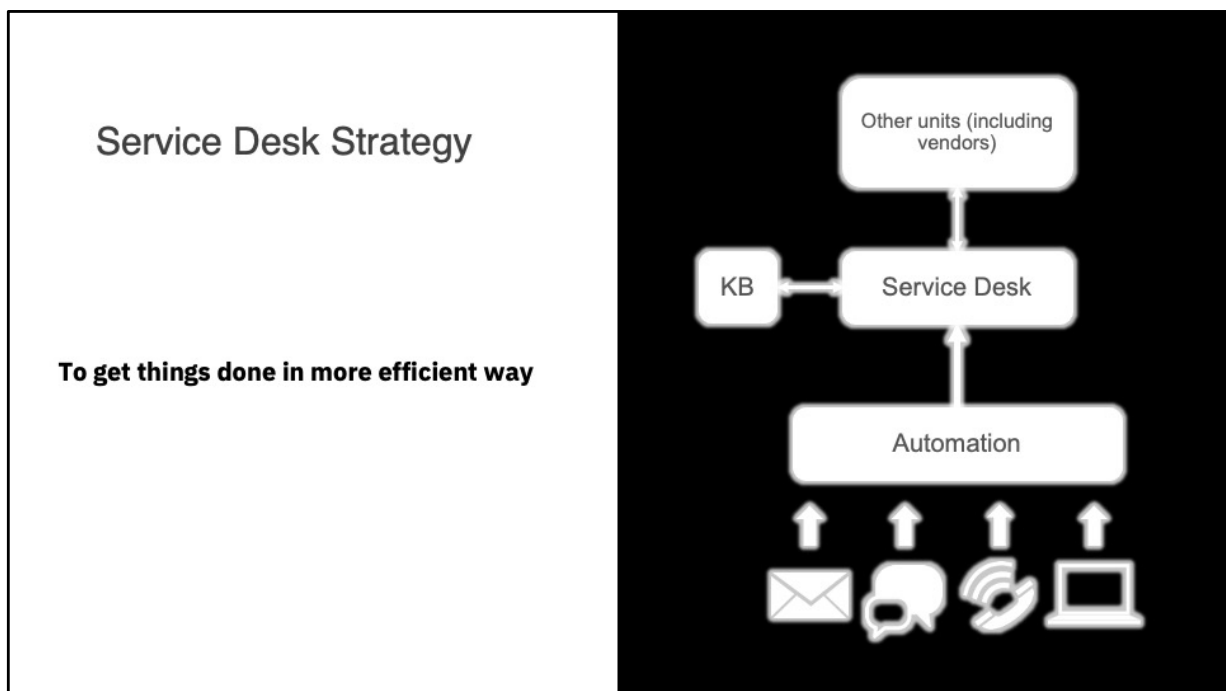 Service Desk Strategy
To get things done in more efficient way
Other units (including
vendors)
KB
Service Desk
Automation